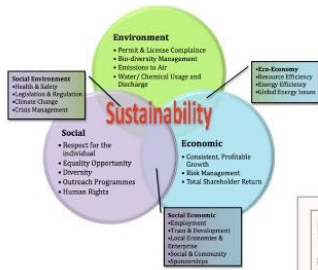 Environment
• Permit & License Complaince
• Bio-diversity Management
• Emissions to Air
• Water/ Chemical Usage and
Discharge
Social Environment
•Health & Safety
•Legislation & Regulation
•Climate Change
•Crisis Management
•Eco-Economy
•Resource Efficiency
•Energy Efficiency
•Global Energy Issues
Sustainability
Social
• Respect for the
individual
• Equality Opportunity
• Diversity
• Outreach Programmes
• Human Rights
Economic
• Consistent, Profitable
Growth
• Risk Management
• Total Shareholder Return
Social Economic
•Employment
•Train & Development
•Local Economies &
Enterprise
•Social & Community
•Sponsorships